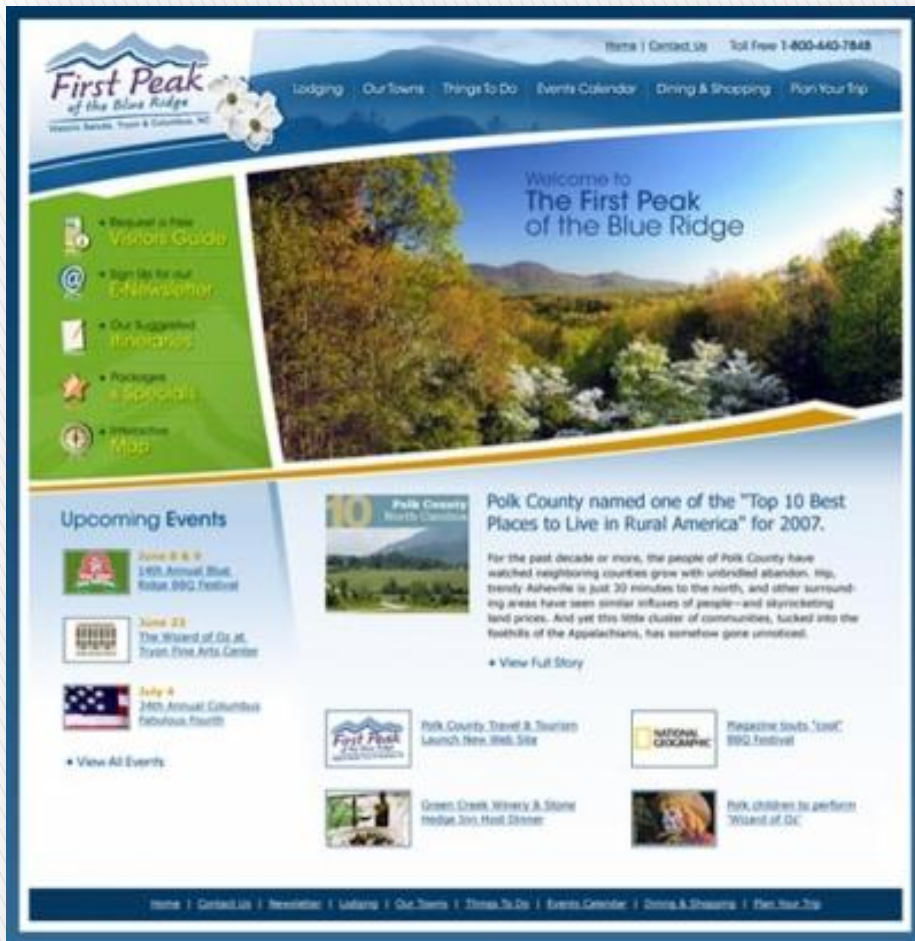 First Peak
of the Blue Ridge
Historic Saluda, Tryon & Columbus, NC
Home | Contact Us Toll Free 1-800-440-7848
Lodging Our Towns Things To Do Events Calendar Dining & Shopping Plan Your Trip
Welcome to
The First Peak
of the Blue Ridge
Request a Free
Visitors Guide
Sign Up for our
E-Newsletter
Our Suggested
Itineraries
Packages
& Specials
Interactive
Map
Upcoming Events
June 8 & 9
14th Annual Blue
Ridge BBQ Festival
June 23
The Wizard of Oz at
Tryon Fine Arts Center
July 4
24th Annual Columbus
Fabulous Fourth
View All Events
10 Polk County
North Carolina
Polk County named one of the "Top 10 Best
Places to Live in Rural America" for 2007.
For the past decade or more, the people of Polk County have
watched neighboring counties grow with unbridled abandon. Hip,
trendy Asheville is just 30 minutes to the north, and other surround-
ing areas have seen similar influxes of people—and skyrocketing
land prices. And yet this little cluster of communities, tucked into the
foothills of the Appalachians, has somehow gone unnoticed.
View Full Story
First Peak
Polk County Travel & Tourism
Launch New Web Site
NATIONAL
GEOGRAPHIC
Magazine touts "cool"
BBQ Festival
Green Creek Winery & Stone
Hedge Inn Host Dinner
Polk children to perform
'Wizard of Oz'
Home | Contact Us | Newsletter | Lodging | Our Towns | Things To Do | Events Calendar | Dining & Shopping | Plan Your Trip